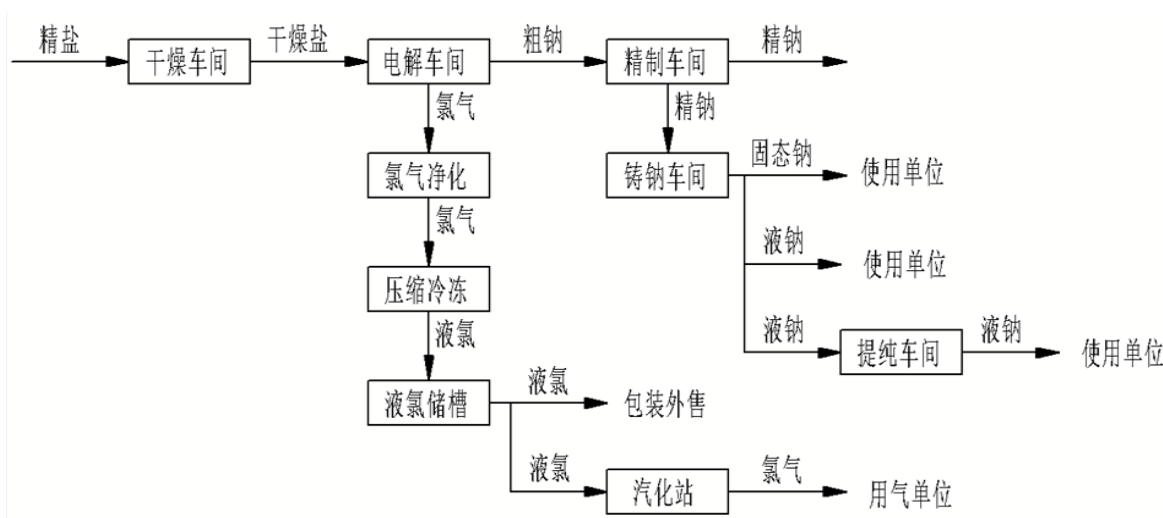 精盐
干燥车间
干燥盐
电解车间
粗钠
精制车间
精钠
氯气
精钠
氯气净化
铸钠车间
固态钠
使用单位
氯气
液钠
使用单位
压缩冷冻
液氯
液钠
提纯车间
液钠
使用单位
液氯储槽
液氯
包装外售
液氯
汽化站
氯气
用气单位